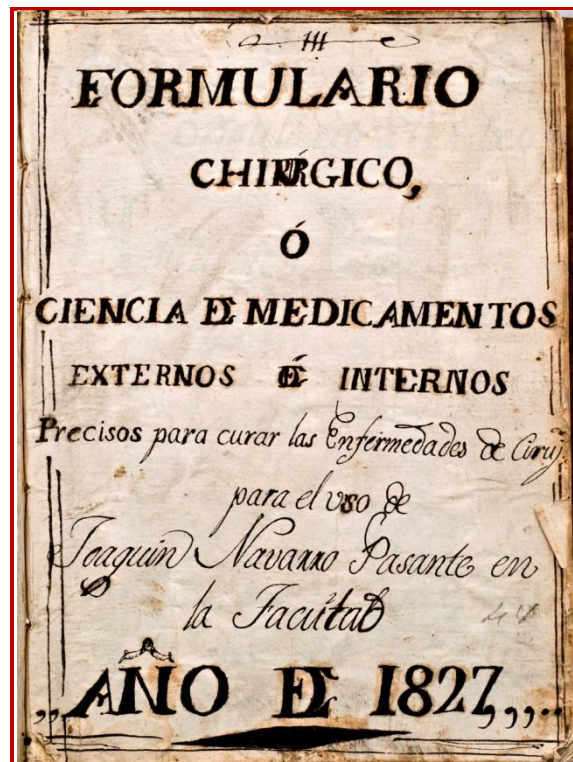 FORMULARIO
CHIRÚRGICO,
Ó
CIENCIA DE MEDICAMENTOS
EXTERNOS É INTERNOS
Precisos para curar las Enfermedades de Ciruj.
para el uso de
Joaquin Navarro Pasante en
la Facultad
,,AÑO DE 1827,,..